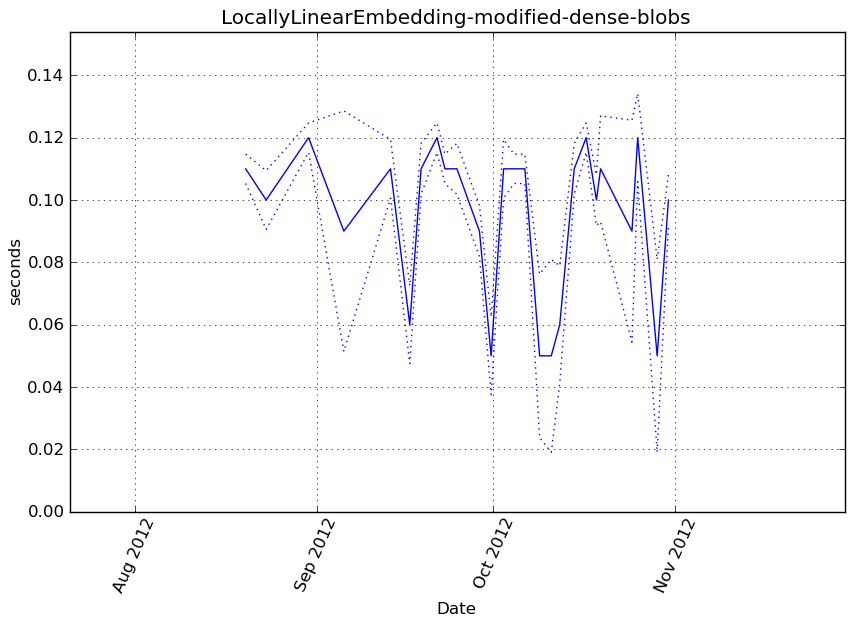 LocallyLinearEmbedding-modified-dense-blobs
0.14
0.12
0.10
0.08
0.06
0.04
0.02
0.00
seconds
Aug 2012
Sep 2012
Oct 2012
Nov 2012
Date